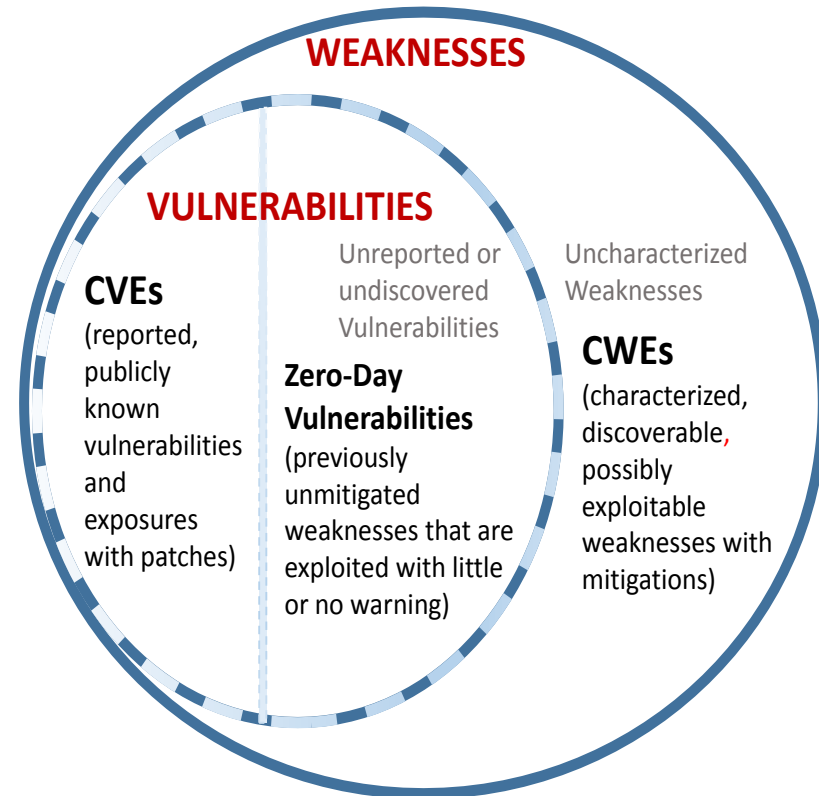 WEAKNESSES
VULNERABILITIES
CVEs
(reported,
publicly
known
vulnerabilities
and
exposures
with patches)
Unreported or
undiscovered
Vulnerabilities
Zero-Day
Vulnerabilities
(previously
unmitigated
weaknesses that are
exploited with little
or no warning)
Uncharacterized
Weaknesses
CWEs
(characterized,
discoverable,
possibly
exploitable
weaknesses with
mitigations)